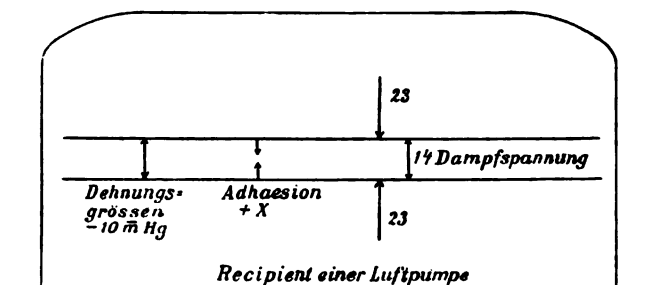 23
14 Dampfspannung
Dehnungs=
grössen
-10 m̄ Hg
Adhaesion
+ X
23
Recipient einer Luftpumpe